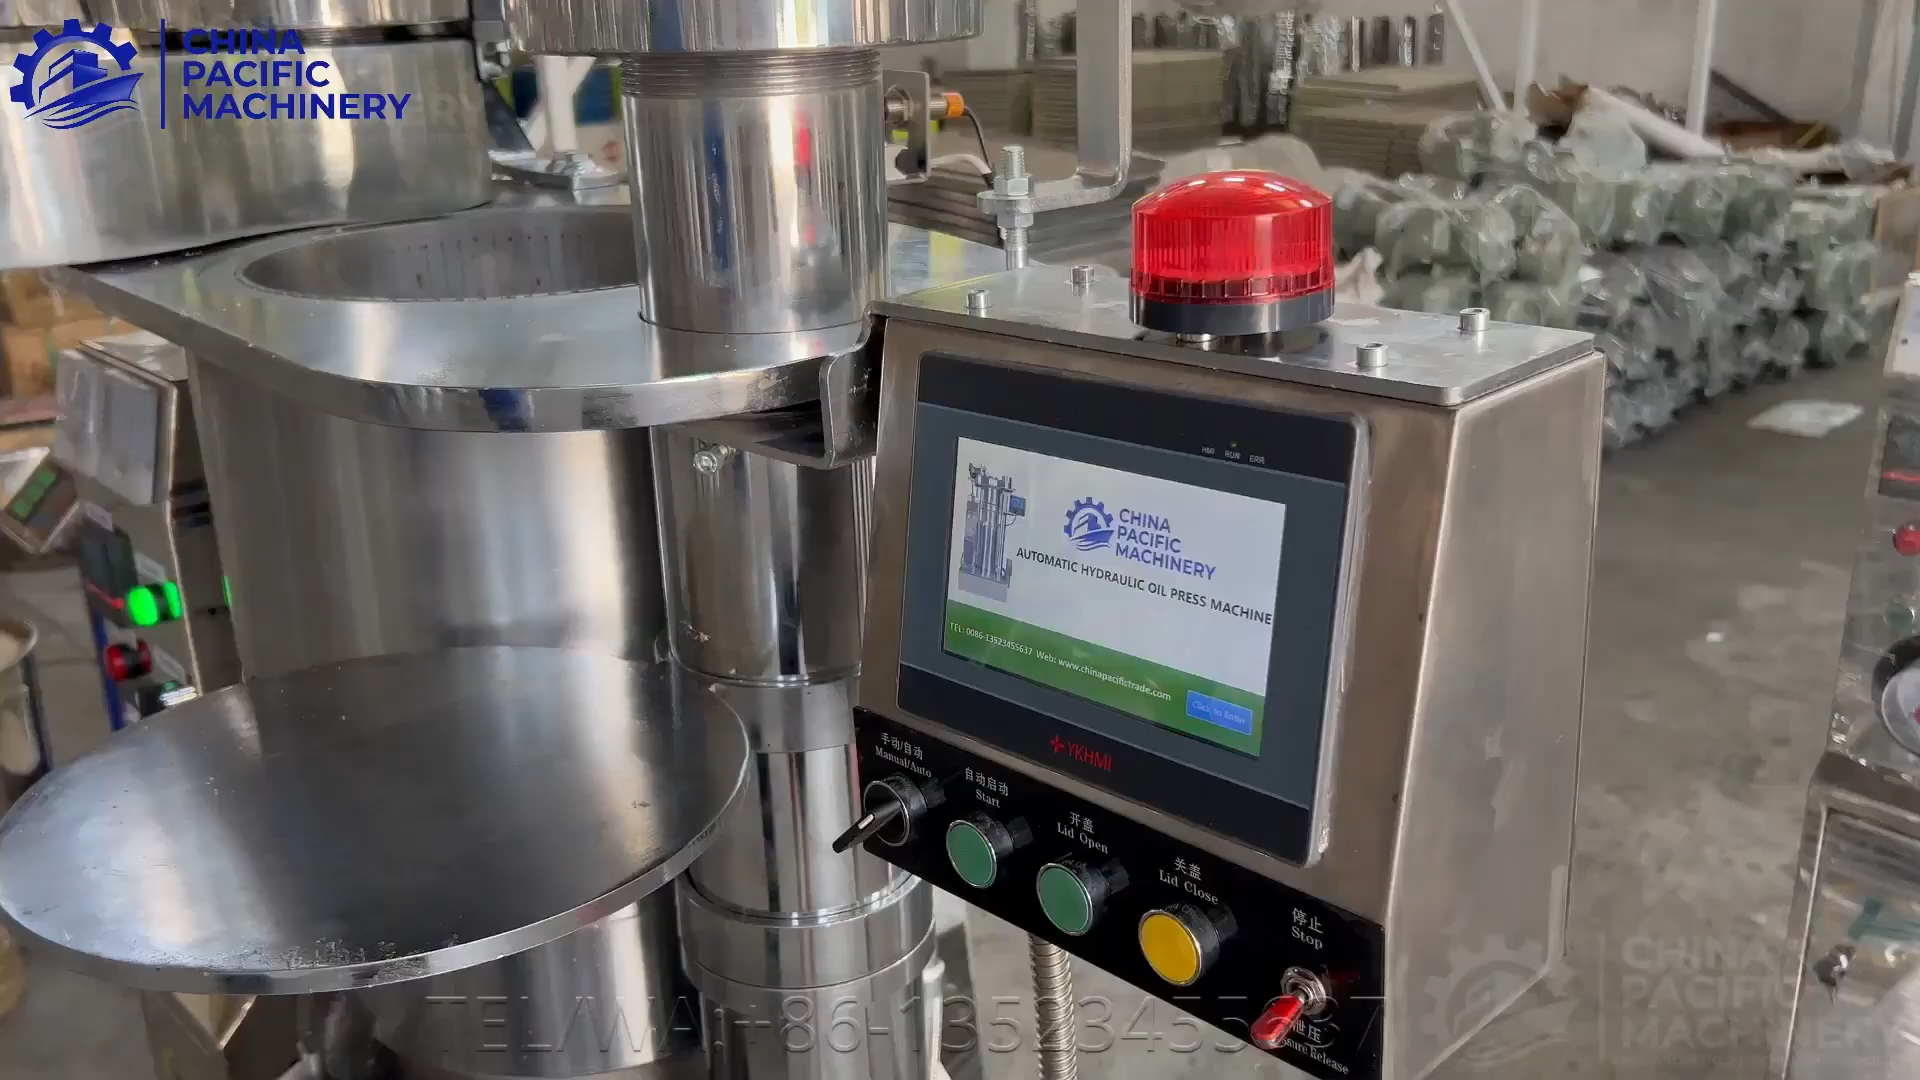 CHINA
PACIFIC
MACHINERY
HMI RUN ERR
CHINA
PACIFIC
MACHINERY
AUTOMATIC HYDRAULIC OIL PRESS MACHINE
TEL: 0086-13523455637 Web: www.chinapacifictrade.com
Click to Enter
YKHMI
手动/自动
Manual/Auto
自动启动
Start
开盖
Lid Open
关盖
Lid Close
停止
Stop
泄压
Release
TEL/WA:+86-13523455637
CHINA
PACIFIC
MACHINERY